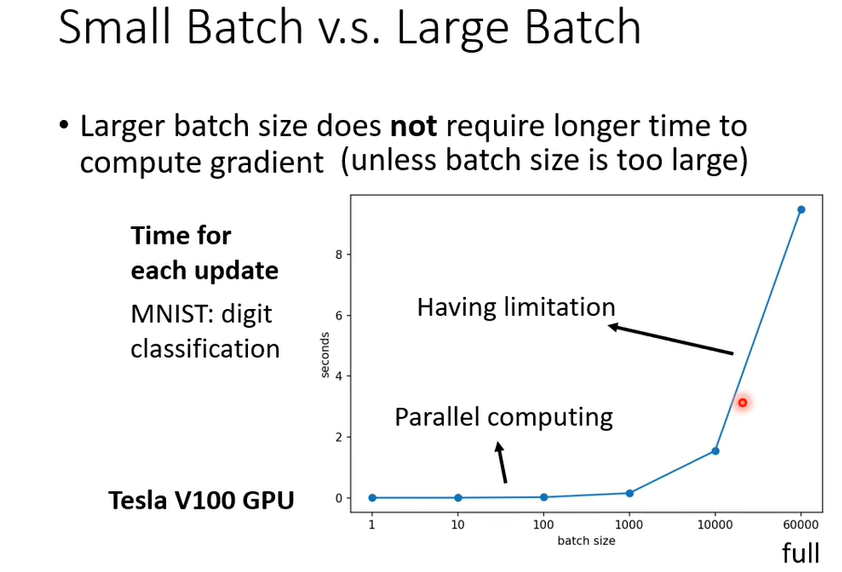 Small Batch v.s. Large Batch
• Larger batch size does not require longer time to
compute gradient (unless batch size is too large)
Time for
each update
MNIST: digit
classification
Tesla V100 GPU
seconds
8
6
4
2
0
Having limitation
Parallel computing
1 10 100 1000 10000 60000
batch size
full